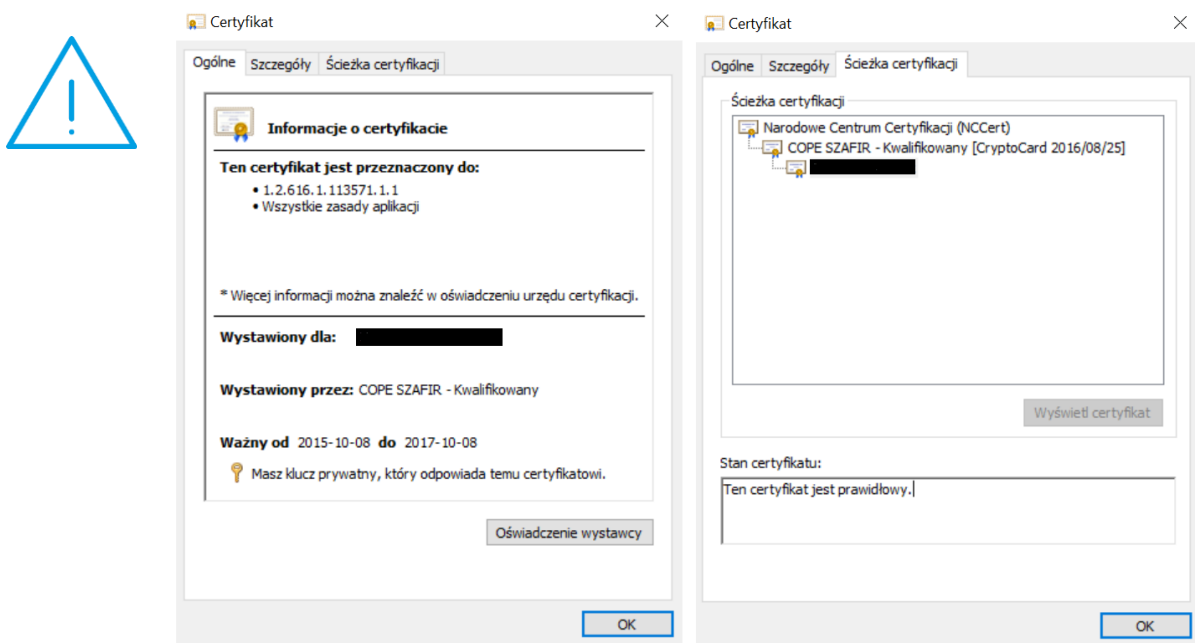 Certyfikat
Ogólne Szczegóły Ścieżka certyfikacji
Informacje o certyfikacie
Ten certyfikat jest przeznaczony do:
• 1.2.616.1.113571.1.1
• Wszystkie zasady aplikacji
* Więcej informacji można znaleźć w oświadczeniu urzędu certyfikacji.
Wystawiony dla:
Wystawiony przez: COPE SZAFIR - Kwalifikowany
Ważny od 2015-10-08 do 2017-10-08
Masz klucz prywatny, który odpowiada temu certyfikatowi.
Oświadczenie wystawcy
OK
Certyfikat
Ogólne Szczegóły Ścieżka certyfikacji
Ścieżka certyfikacji
Narodowe Centrum Certyfikacji (NCCert)
COPE SZAFIR - Kwalifikowany [CryptoCard 2016/08/25]
Wyświetl certyfikat
Stan certyfikatu:
Ten certyfikat jest prawidłowy.
OK